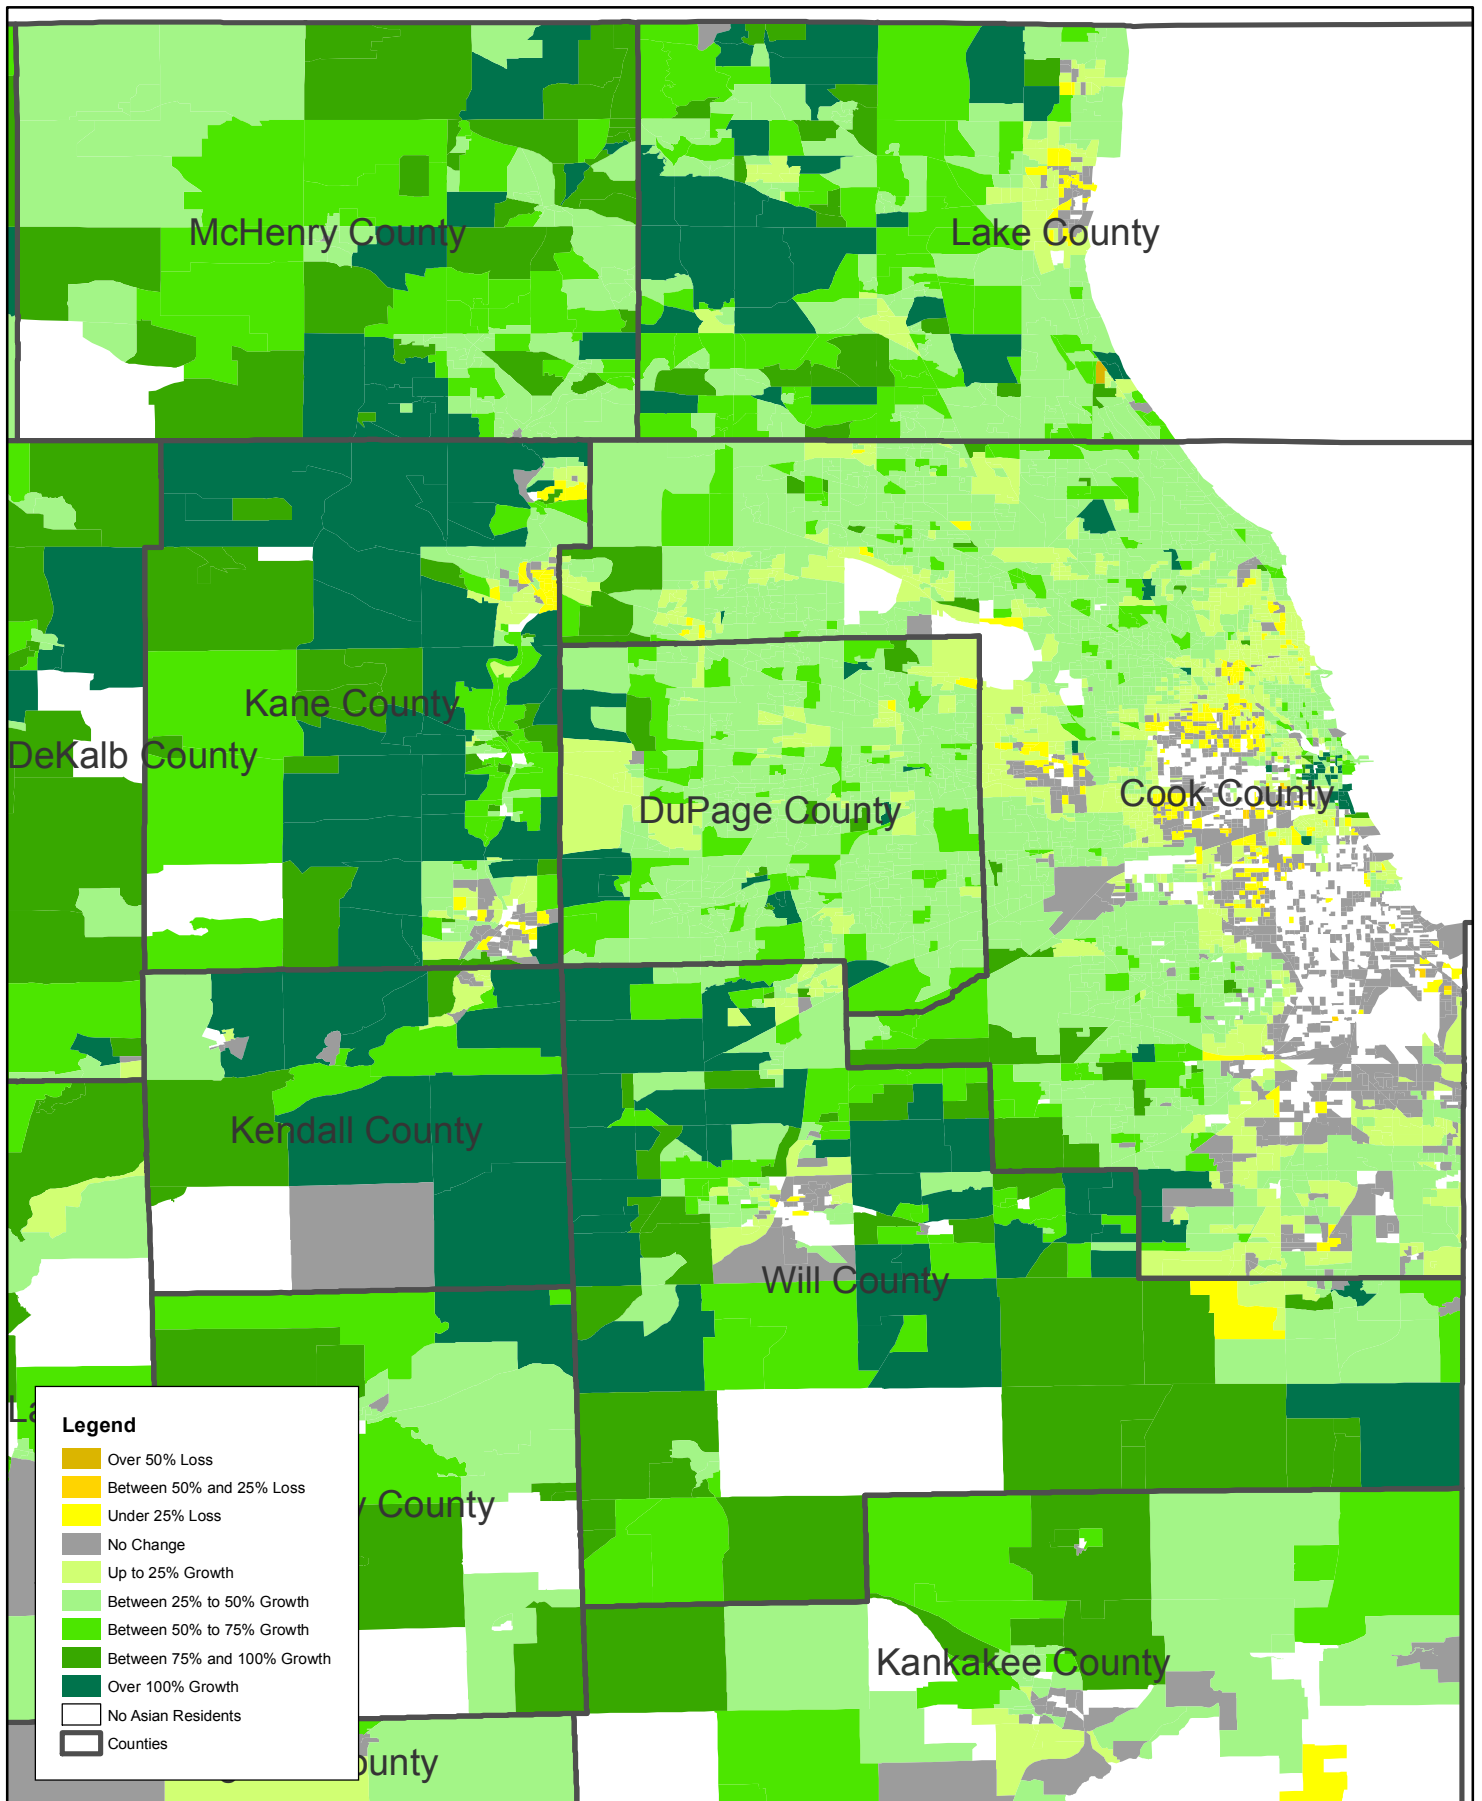 McHenry County
Lake County
Kane County
DeKalb County
DuPage County
Cook County
Kendall County
Will County
La
Legend
Over 50% Loss
Between 50% and 25% Loss
Under 25% Loss
No Change
Up to 25% Growth
Between 25% to 50% Growth
Between 50% to 75% Growth
Between 75% and 100% Growth
Over 100% Growth
No Asian Residents
Counties
y County
Kankakee County
ounty